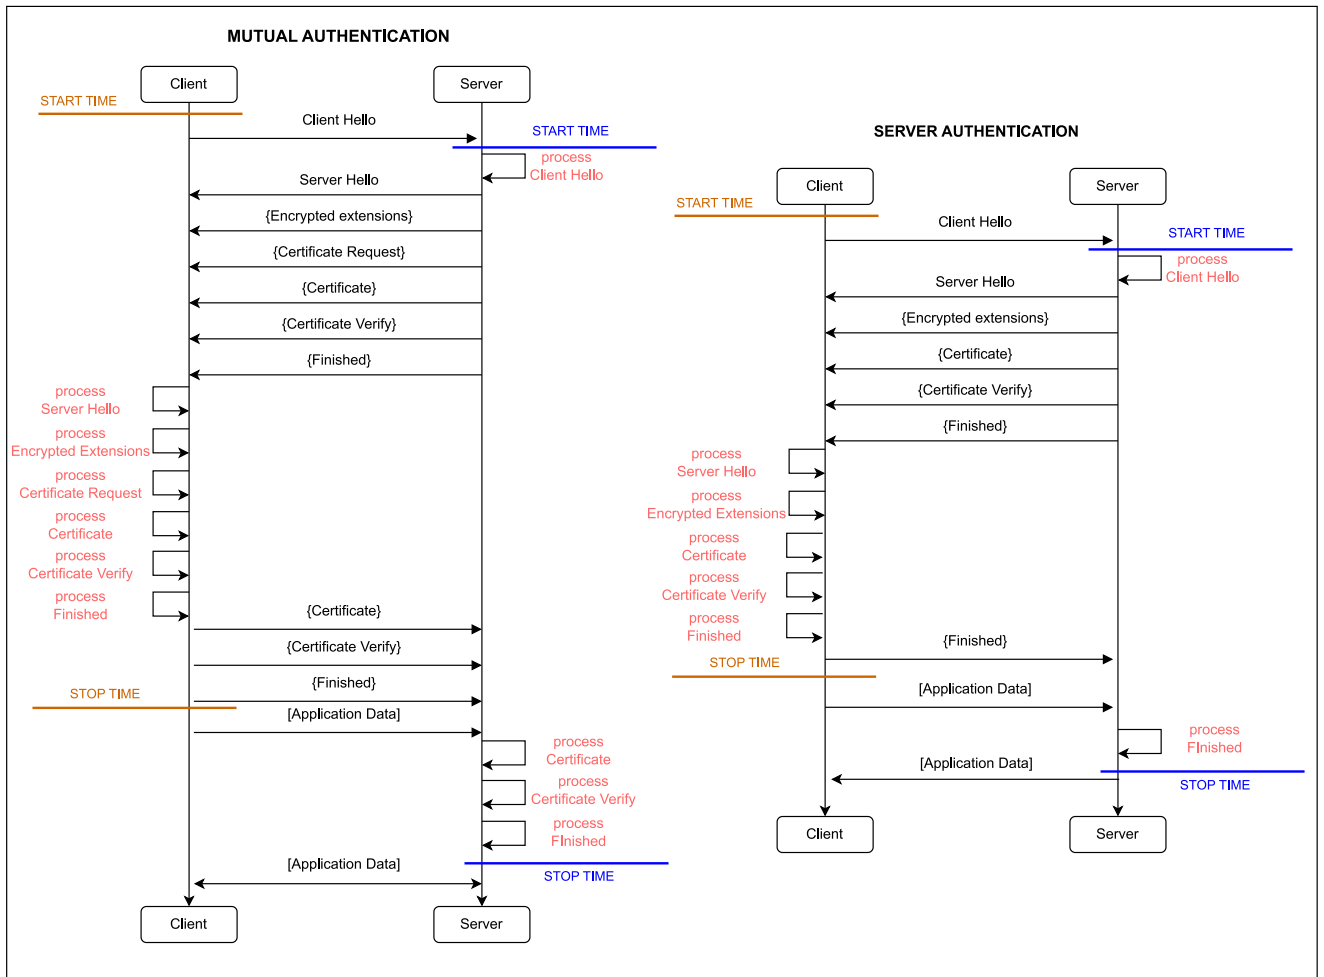 MUTUAL AUTHENTICATION
Client
Server
START TIME
Client Hello
START TIME
process
Client Hello
Server Hello
{Encrypted extensions}
{Certificate Request}
{Certificate}
{Certificate Verify}
{Finished}
process
Server Hello
process
Encrypted Extensions
process
Certificate Request
process
Certificate
process
Certificate Verify
process
Finished
{Certificate}
{Certificate Verify}
{Finished}
STOP TIME
[Application Data]
process
Certificate
process
Certificate Verify
process
FInished
[Application Data]
STOP TIME
Client
Server
SERVER AUTHENTICATION
Client
Server
START TIME
Client Hello
START TIME
process
Client Hello
Server Hello
{Encrypted extensions}
{Certificate}
{Certificate Verify}
{Finished}
process
Server Hello
process
Encrypted Extensions
process
Certificate
process
Certificate Verify
process
Finished
{Finished}
STOP TIME
[Application Data]
process
FInished
[Application Data]
STOP TIME
Client
Server